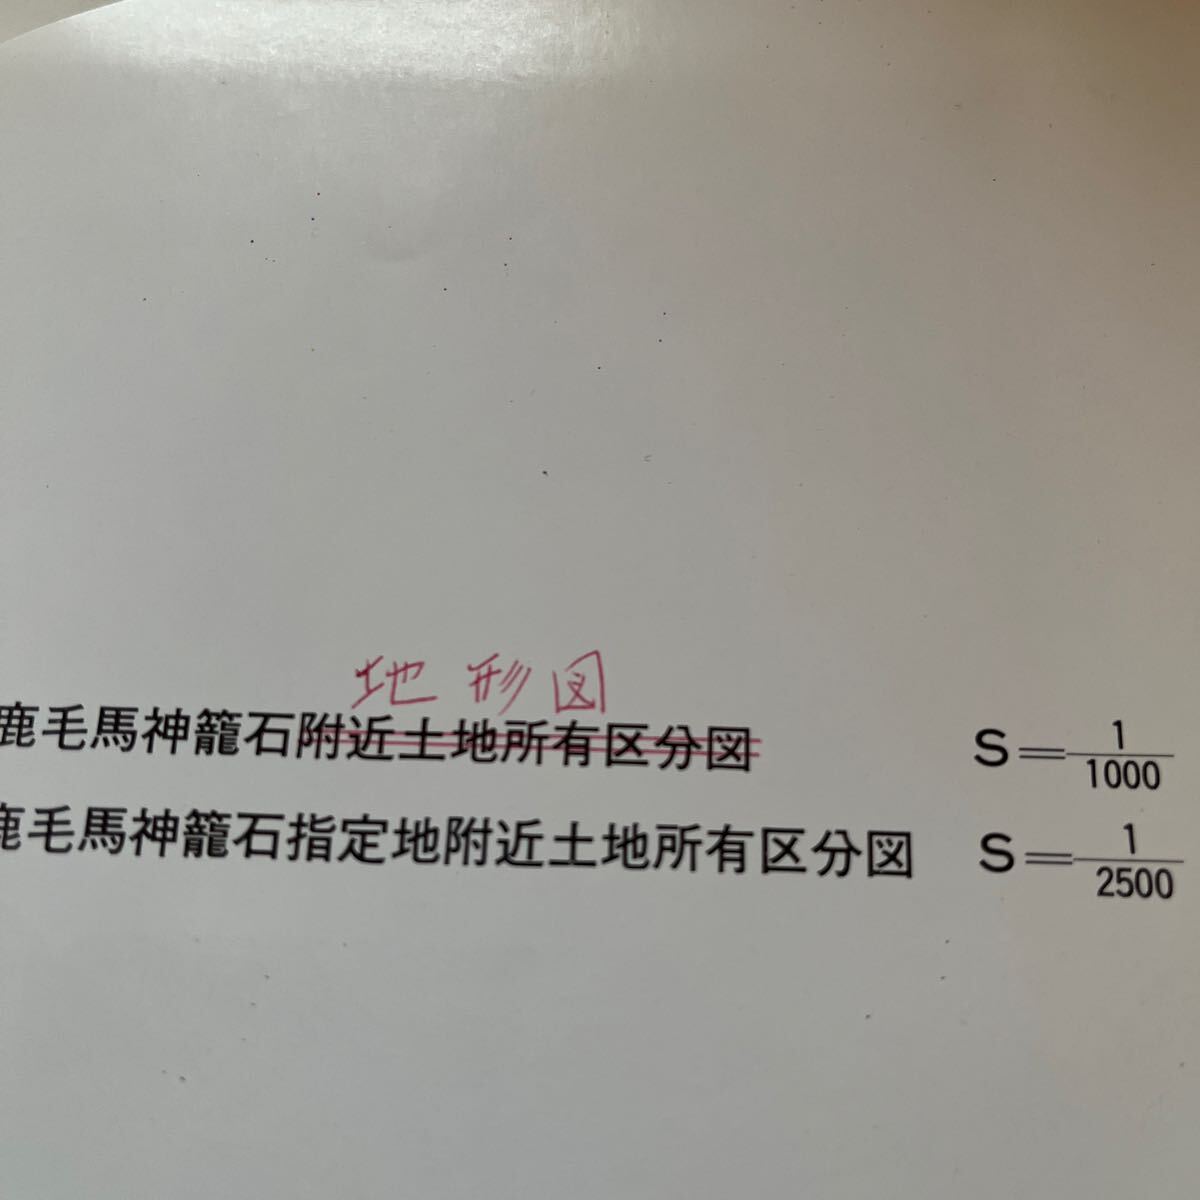 地形図
鹿毛馬神籠石附近土地所有区分図 S=1/1000
鹿毛馬神籠石指定地附近土地所有区分図 S=1/2500